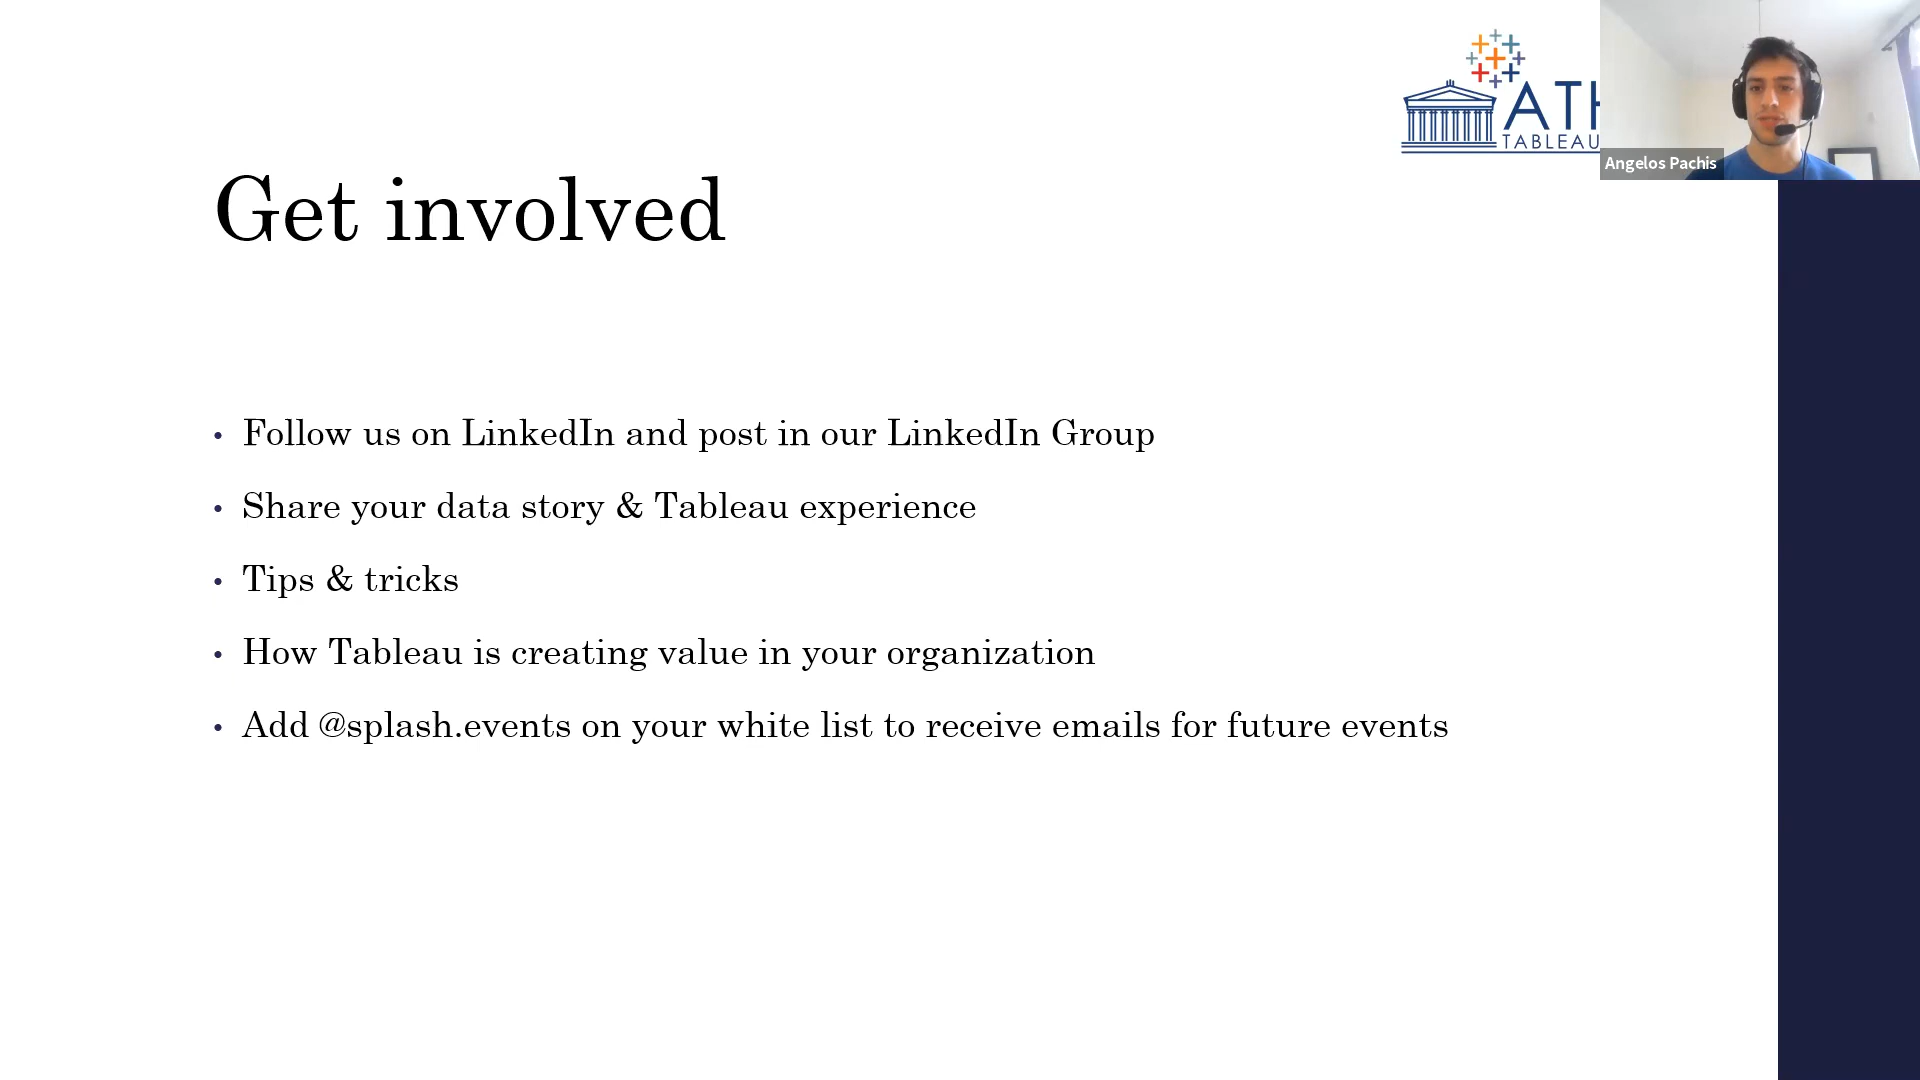 ATH
TABLEAU
Angelos Pachis
Get involved
• Follow us on LinkedIn and post in our LinkedIn Group
• Share your data story & Tableau experience
• Tips & tricks
• How Tableau is creating value in your organization
• Add @splash.events on your white list to receive emails for future events